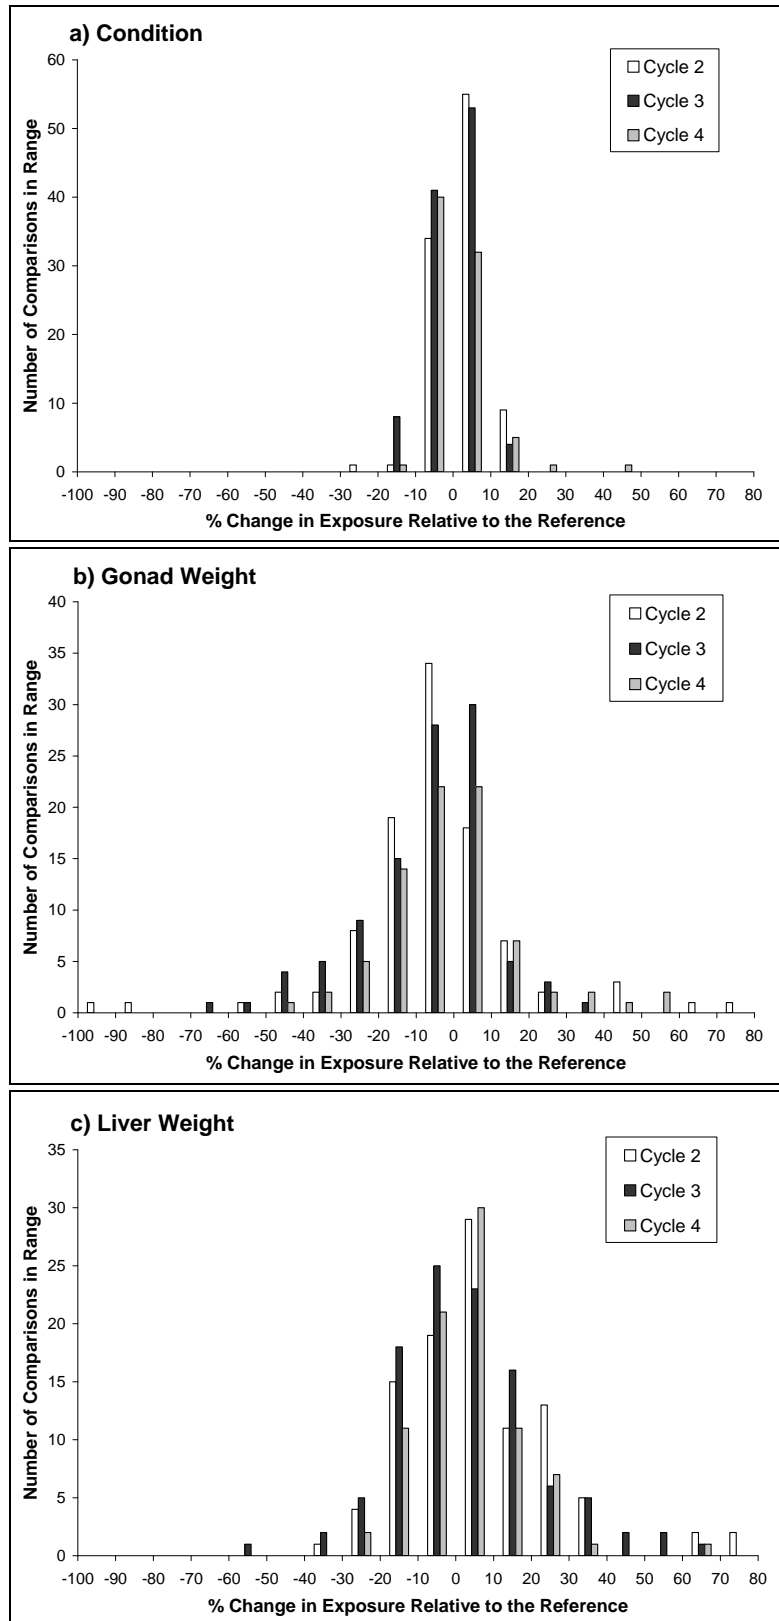 a) Condition
60
50
40
30
20
10
0
Number of Comparisons in Range
Cycle 2
Cycle 3
Cycle 4
-100 -90 -80 -70 -60 -50 -40 -30 -20 -10 0 10 20 30 40 50 60 70 80
% Change in Exposure Relative to the Reference
b) Gonad Weight
40
35
30
25
20
15
10
5
0
Number of Comparisons in Range
Cycle 2
Cycle 3
Cycle 4
-100 -90 -80 -70 -60 -50 -40 -30 -20 -10 0 10 20 30 40 50 60 70 80
% Change in Exposure Relative to the Reference
c) Liver Weight
35
30
25
20
15
10
5
0
Number of Comparisons in Range
Cycle 2
Cycle 3
Cycle 4
-100 -90 -80 -70 -60 -50 -40 -30 -20 -10 0 10 20 30 40 50 60 70 80
% Change in Exposure Relative to the Reference